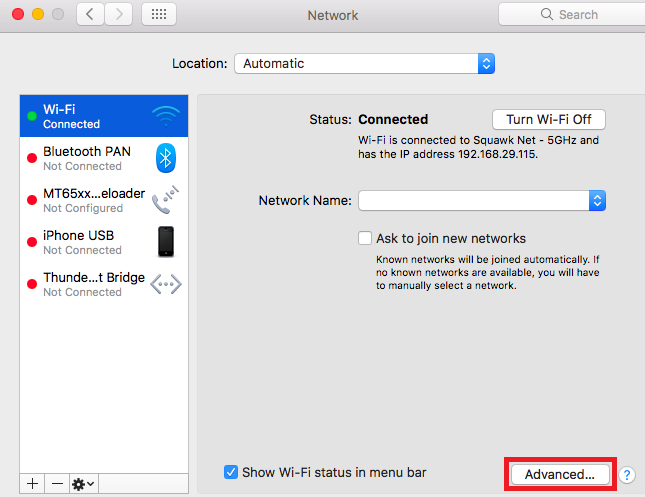 Network
Search
Location: Automatic
Wi-Fi
Connected
Bluetooth PAN
Not Connected
MT65xx...eloader
Not Configured
iPhone USB
Not Connected
Thunde...t Bridge
Not Connected
Status: Connected
Turn Wi-Fi Off
Wi-Fi is connected to Squawk Net - 5GHz and
has the IP address 192.168.29.115.
Network Name:
Ask to join new networks
Known networks will be joined automatically. If
no known networks are available, you will have
to manually select a network.
Show Wi-Fi status in menu bar
Advanced...
?